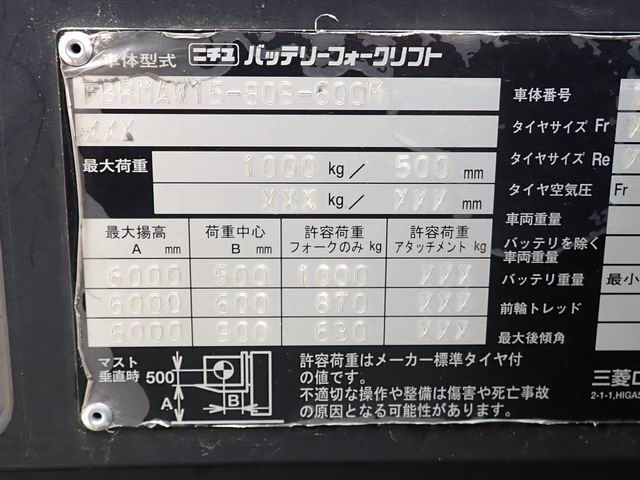 車体型式 ニチユ バッテリーフォークリフト
FBRMAW15-80B-600M
XXX
最大荷重 1000 kg/ 500 mm
XXX kg/ XXX mm
最大揚高 A mm 荷重中心 B mm 許容荷重 フォークのみ kg 許容荷重 アタッチメント kg
6000 500 1000 XXX
6000 600 870 XXX
6000 900 630 XXX
マスト垂直時 500 A B
許容荷重はメーカー標準タイヤ付
の値です。
不適切な操作や整備は傷害や死亡事故
の原因となる可能性があります。
車体番号
タイヤサイズ Fr
タイヤサイズ Re
タイヤ空気圧 Fr
車両重量
バッテリを除く
車両重量
バッテリ重量 最小
前輪トレッド
最大後傾角
三菱ロ
2-1-1,HIGAS